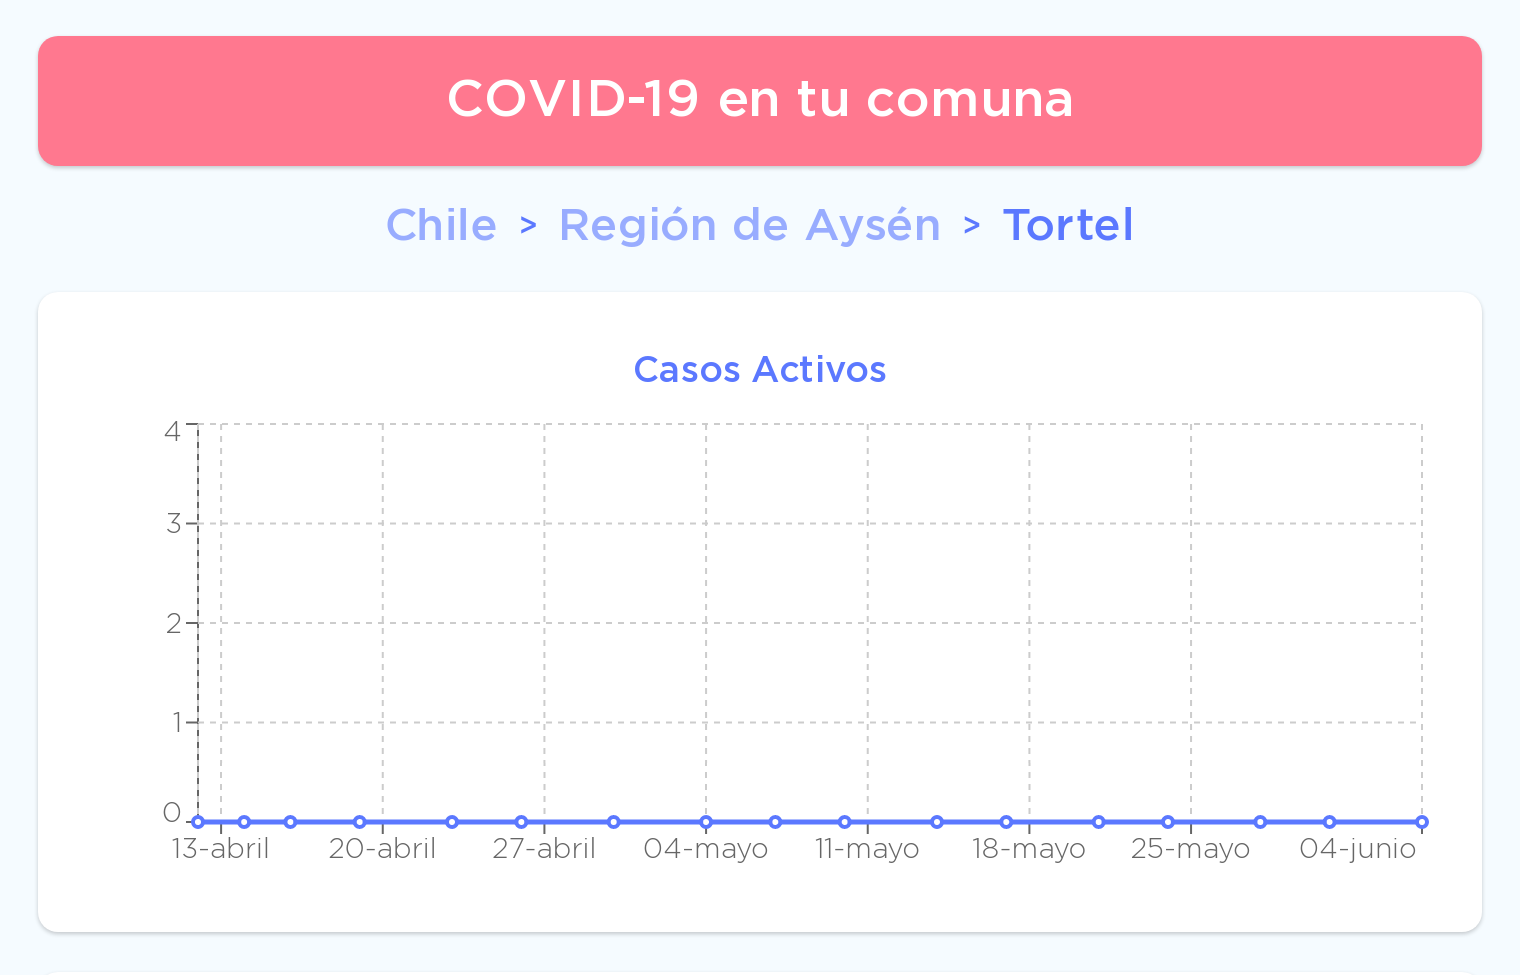 COVID-19 en tu comuna
Chile > Región de Aysén > Tortel
Casos Activos
4
3
2
1
0
13-abril 20-abril 27-abril 04-mayo 11-mayo 18-mayo 25-mayo 04-junio